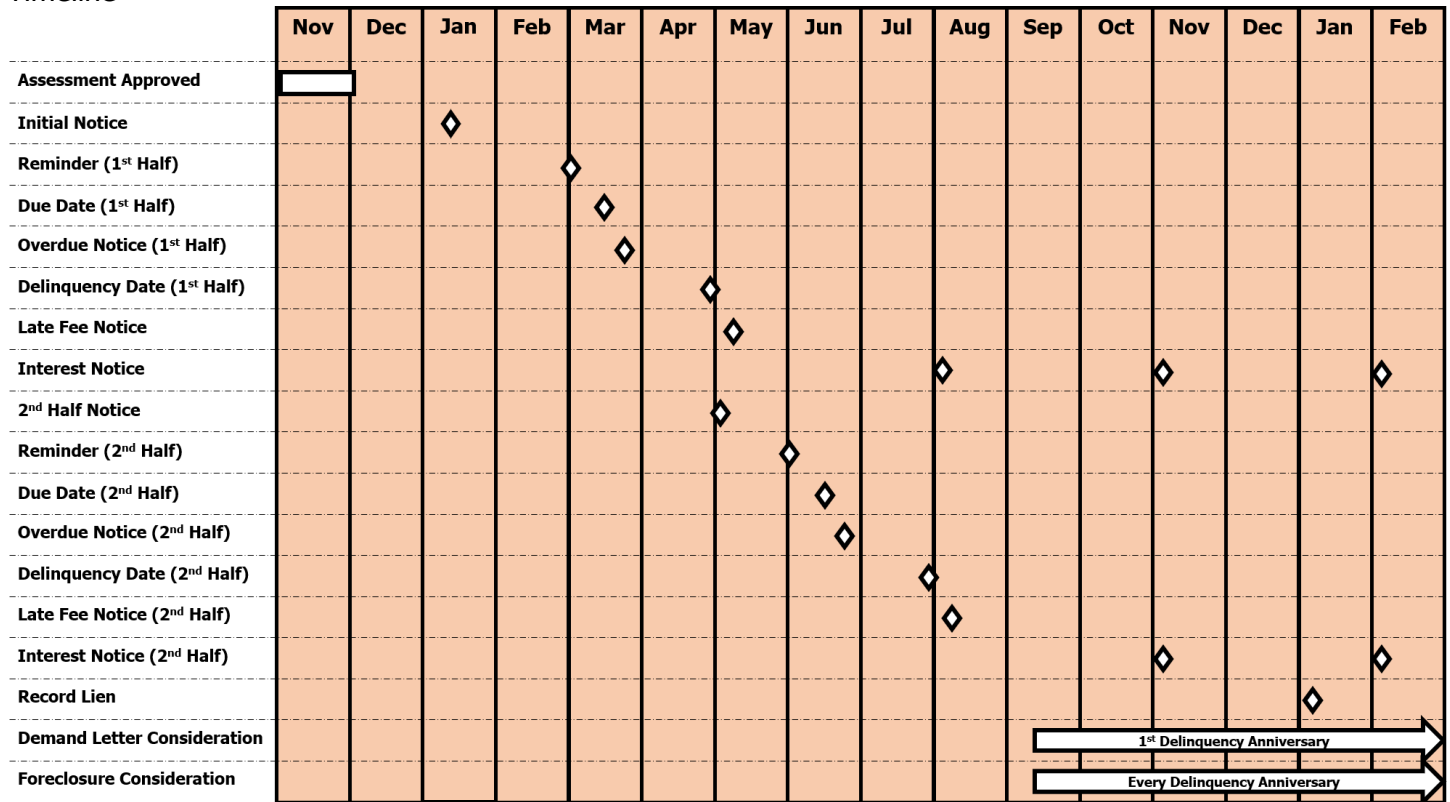 Timeline
Nov Dec Jan Feb Mar Apr May Jun Jul Aug Sep Oct Nov Dec Jan Feb
Assessment Approved
Initial Notice
Reminder (1st Half)
Due Date (1st Half)
Overdue Notice (1st Half)
Delinquency Date (1st Half)
Late Fee Notice
Interest Notice
2nd Half Notice
Reminder (2nd Half)
Due Date (2nd Half)
Overdue Notice (2nd Half)
Delinquency Date (2nd Half)
Late Fee Notice (2nd Half)
Interest Notice (2nd Half)
Record Lien
Demand Letter Consideration 1st Delinquency Anniversary
Foreclosure Consideration Every Delinquency Anniversary